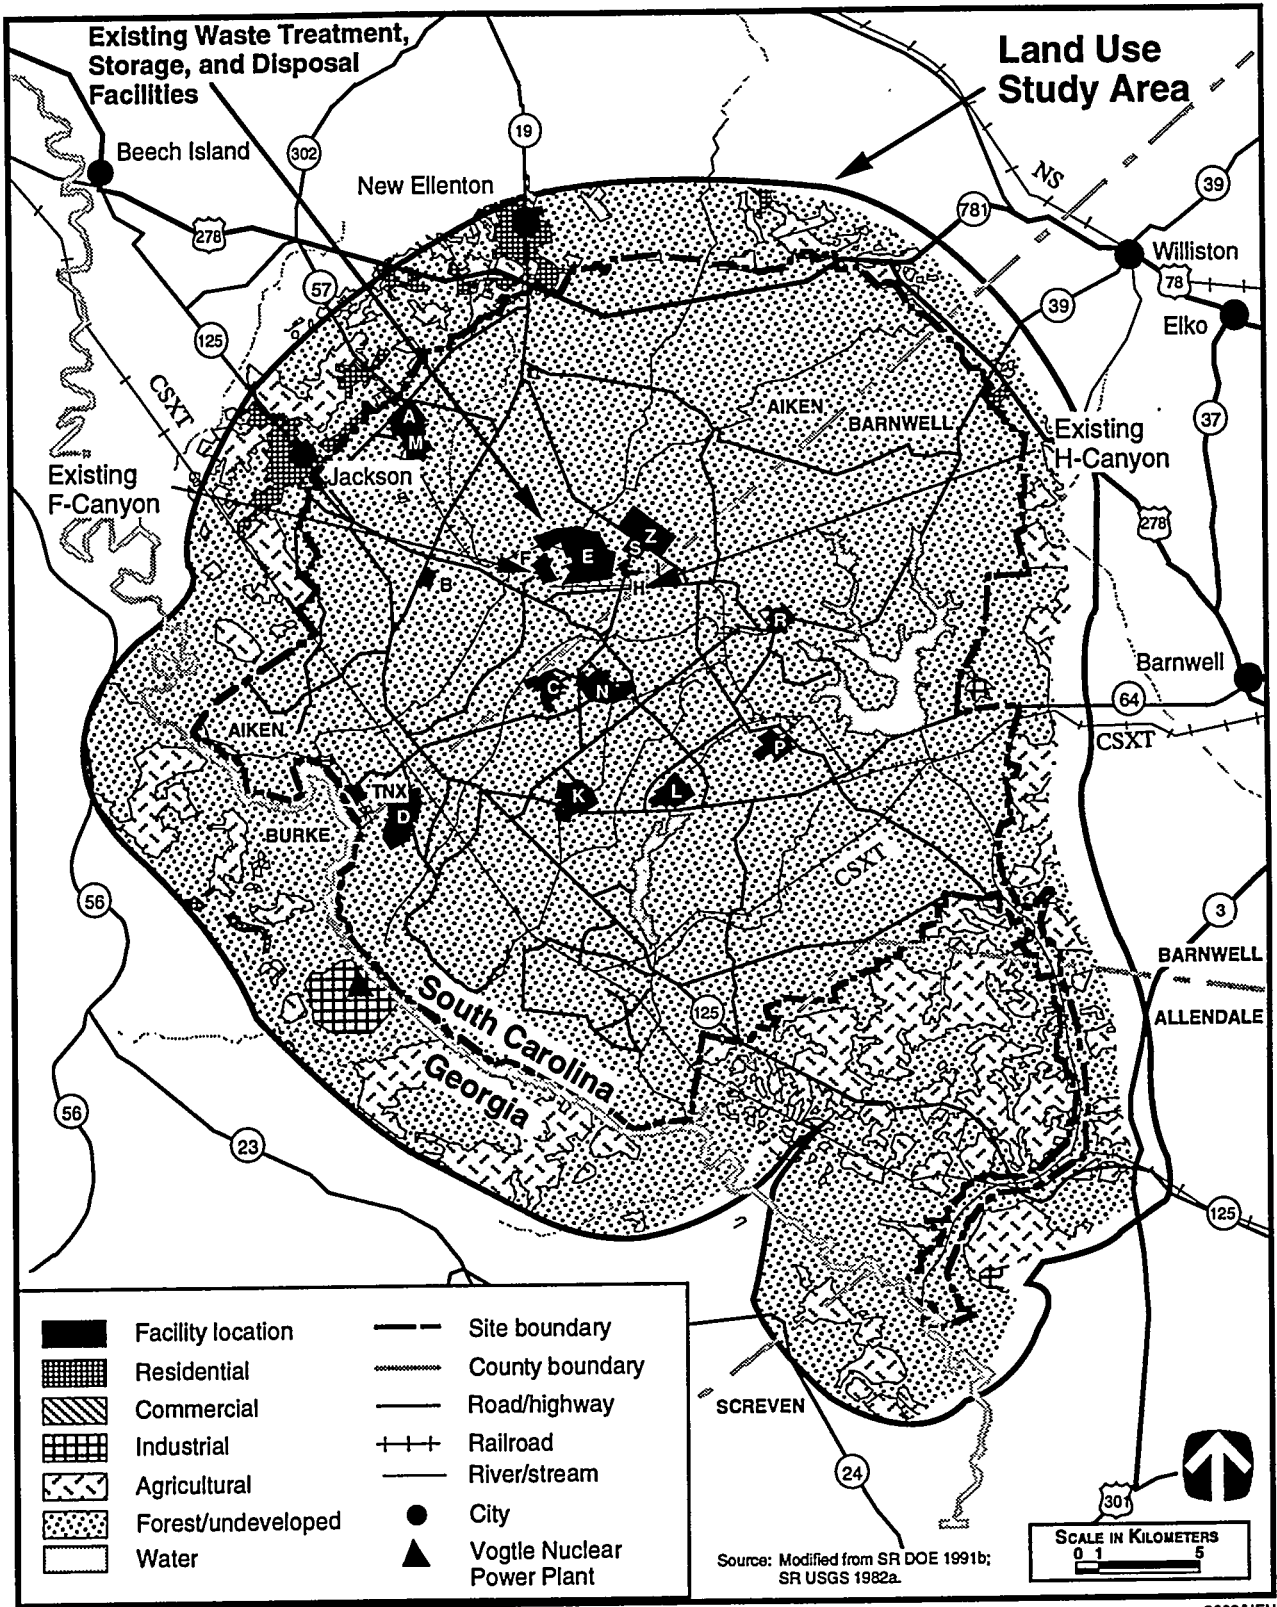 Existing Waste Treatment,
Storage, and Disposal
Facilities
Land Use
Study Area
Beech Island
302
19
New Ellenton
NS
39
781
278
Williston
78
57
39
Elko
125
CSXT
AIKEN
BARNWELL
37
A
M
Existing
H-Canyon
Jackson
Existing
F-Canyon
278
Z
S
F
E
H
B
R
Barnwell
C
N
64
AIKEN
CSXT
P
TNX
K
L
D
BURKE
CSXT
56
3
BARNWELL
South Carolina
125
ALLENDALE
Georgia
56
23
125
Facility location
Residential
Commercial
Industrial
Agricultural
Forest/undeveloped
Water
Site boundary
County boundary
Road/highway
Railroad
River/stream
City
Vogtle Nuclear
Power Plant
SCREVEN
24
301
SCALE IN KILOMETERS
0 1 5
Source: Modified from SR DOE 1991b;
SR USGS 1982a.